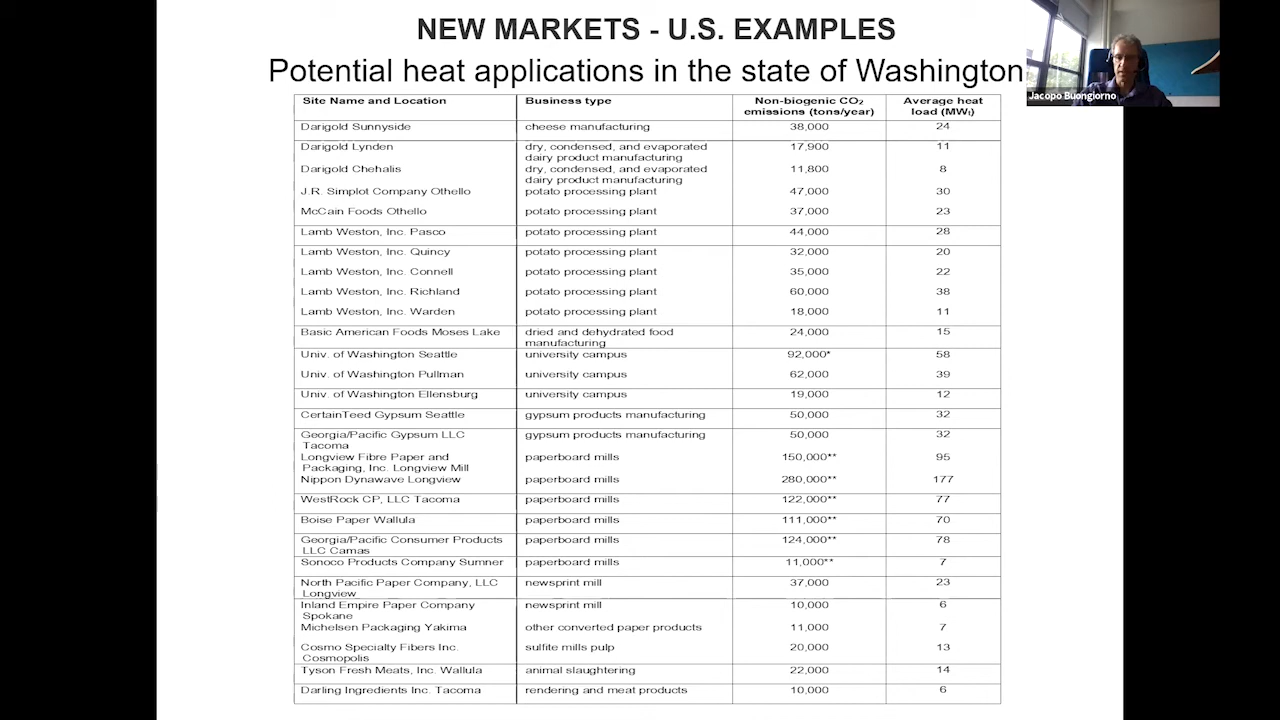 NEW MARKETS - U.S. EXAMPLES
Potential heat applications in the state of Washington
Jacopo Buongiorno
Site Name and Location Business type Non-biogenic CO₂ emissions (tons/year) Average heat load (MWₜ)
Darigold Sunnyside cheese manufacturing 38,000 24
Darigold Lynden dry, condensed, and evaporated dairy product manufacturing 17,900 11
Darigold Chehalis dry, condensed, and evaporated dairy product manufacturing 11,800 8
J.R. Simplot Company Othello potato processing plant 47,000 30
McCain Foods Othello potato processing plant 37,000 23
Lamb Weston, Inc. Pasco potato processing plant 44,000 28
Lamb Weston, Inc. Quincy potato processing plant 32,000 20
Lamb Weston, Inc. Connell potato processing plant 35,000 22
Lamb Weston, Inc. Richland potato processing plant 60,000 38
Lamb Weston, Inc. Warden potato processing plant 18,000 11
Basic American Foods Moses Lake dried and dehydrated food manufacturing 24,000 15
Univ. of Washington Seattle university campus 92,000* 58
Univ. of Washington Pullman university campus 62,000 39
Univ. of Washington Ellensburg university campus 19,000 12
CertainTeed Gypsum Seattle gypsum products manufacturing 50,000 32
Georgia/Pacific Gypsum LLC Tacoma gypsum products manufacturing 50,000 32
Longview Fibre Paper and Packaging, Inc. Longview Mill paperboard mills 150,000** 95
Nippon Dynawave Longview paperboard mills 280,000** 177
WestRock CP, LLC Tacoma paperboard mills 122,000** 77
Boise Paper Wallula paperboard mills 111,000** 70
Georgia/Pacific Consumer Products LLC Camas paperboard mills 124,000** 78
Sonoco Products Company Sumner paperboard mills 11,000** 7
North Pacific Paper Company, LLC Longview newsprint mill 37,000 23
Inland Empire Paper Company Spokane newsprint mill 10,000 6
Michelsen Packaging Yakima other converted paper products 11,000 7
Cosmo Specialty Fibers Inc. Cosmopolis sulfite mills pulp 20,000 13
Tyson Fresh Meats, Inc. Wallula animal slaughtering 22,000 14
Darling Ingredients Inc. Tacoma rendering and meat products 10,000 6